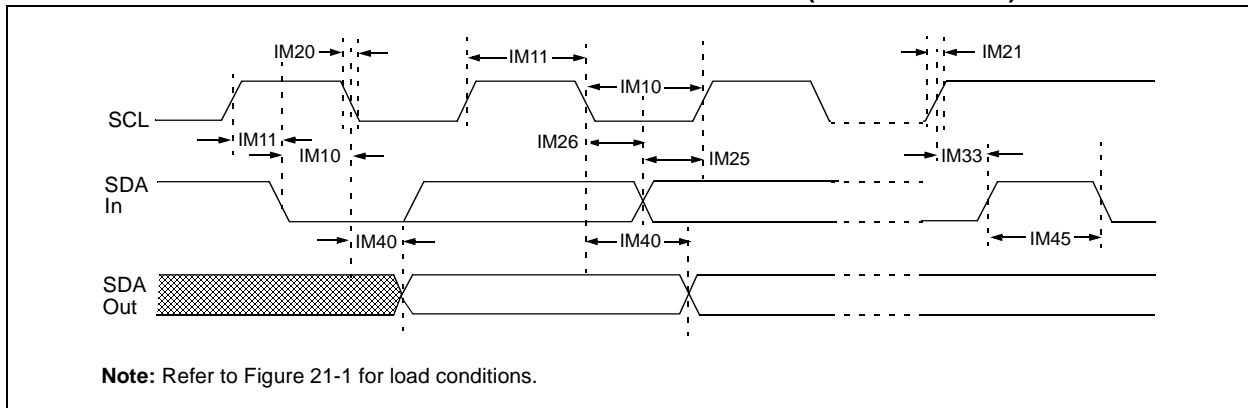 IM20
IM11
IM10
IM21
SCL
IM11
IM10
IM26
IM25
IM33
SDA
In
IM40
IM40
IM45
SDA
Out
Note: Refer to Figure 21-1 for load conditions.